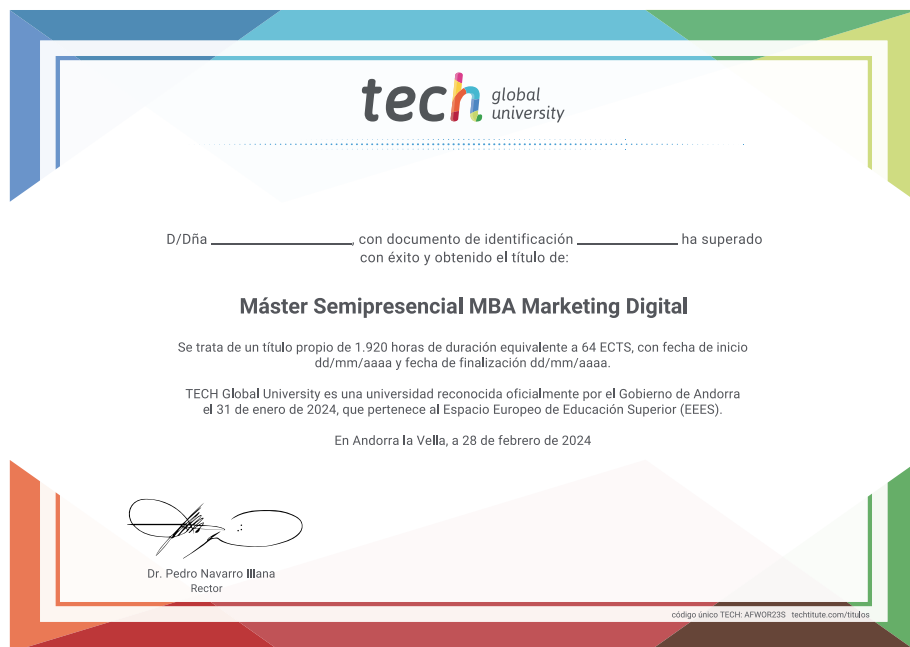 tech global university
D/Dña ________________, con documento de identificación ____________ ha superado
con éxito y obtenido el título de:
Máster Semipresencial MBA Marketing Digital
Se trata de un título propio de 1.920 horas de duración equivalente a 64 ECTS, con fecha de inicio
dd/mm/aaaa y fecha de finalización dd/mm/aaaa.
TECH Global University es una universidad reconocida oficialmente por el Gobierno de Andorra
el 31 de enero de 2024, que pertenece al Espacio Europeo de Educación Superior (EEES).
En Andorra la Vella, a 28 de febrero de 2024
Dr. Pedro Navarro Illana
Rector
código único TECH: AFWOR23S techtitute.com/titulos